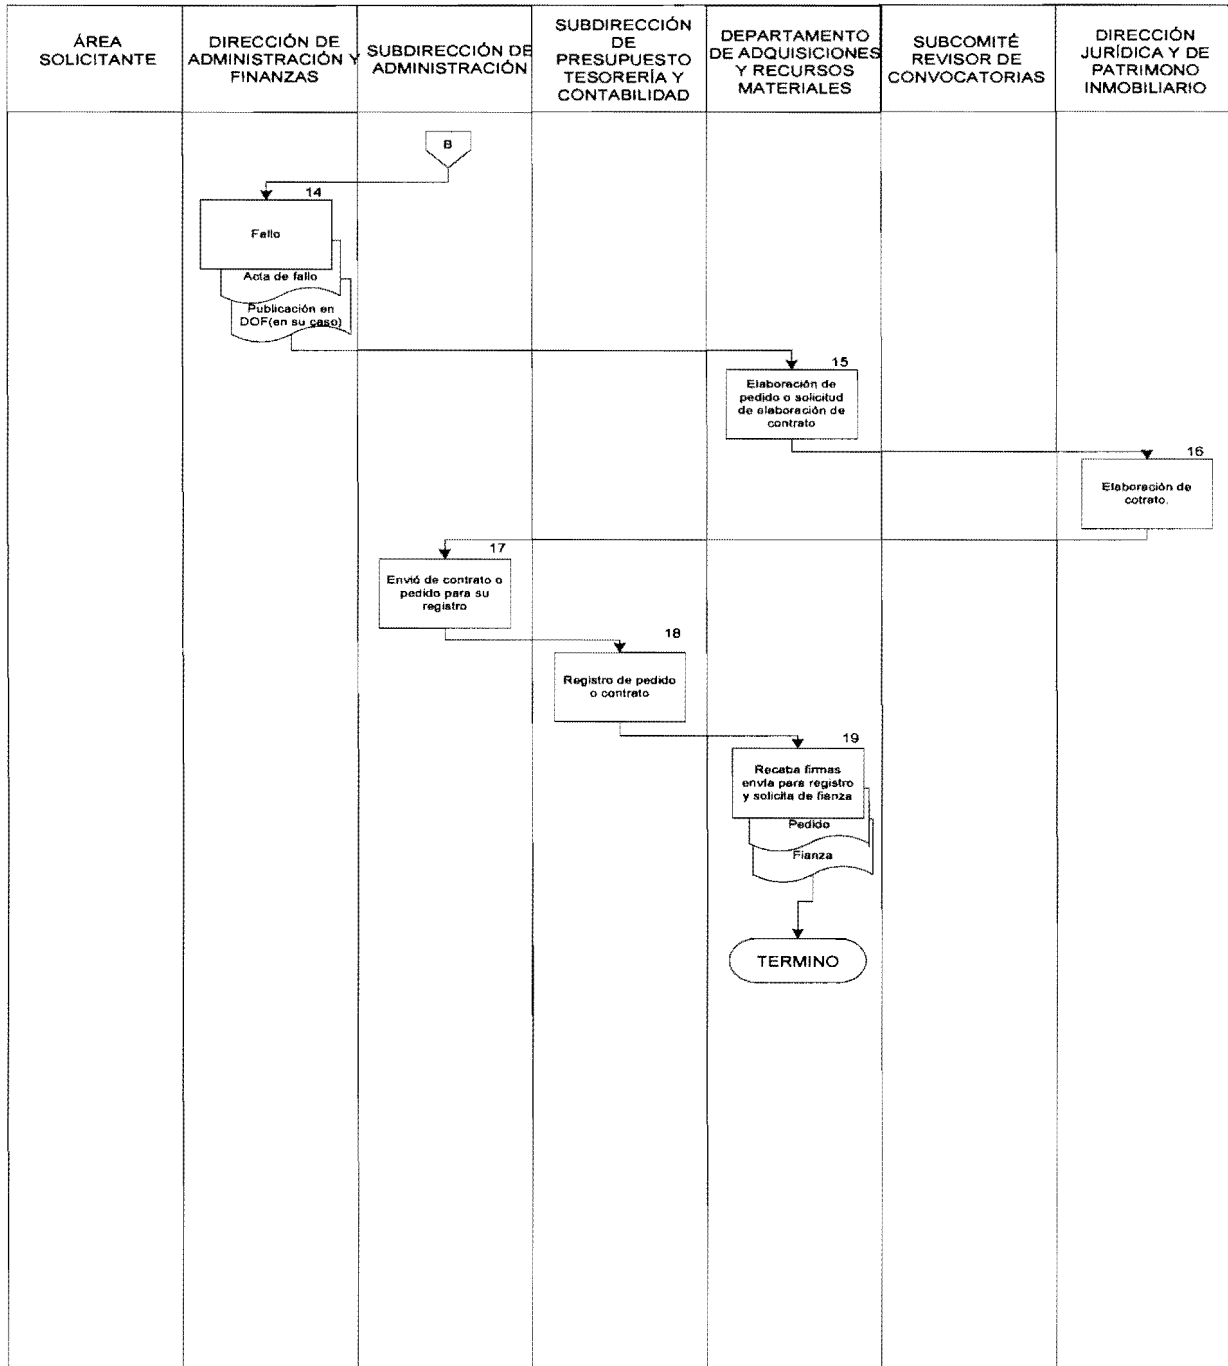 ÁREA
SOLICITANTE
DIRECCIÓN DE
ADMINISTRACIÓN Y
FINANZAS
SUBDIRECCIÓN DE
ADMINISTRACIÓN
SUBDIRECCIÓN
DE
PRESUPUESTO
TESORERÍA Y
CONTABILIDAD
DEPARTAMENTO
DE ADQUISICIONES
Y RECURSOS
MATERIALES
SUBCOMITÉ
REVISOR DE
CONVOCATORIAS
DIRECCIÓN
JURÍDICA Y DE
PATRIMONO
INMOBILIARIO
B
14
Fallo
Acta de fallo
Publicación en
DOF(en su caso)
15
Elaboración de
pedido o solicitud
de elaboración de
contrato
16
Elaboración de
cotrato.
17
Envió de contrato o
pedido para su
registro
18
Registro de pedido
o contrato
19
Recaba firmas
envía para registro
y solicita de fianza
Pedido
Fianza
TERMINO